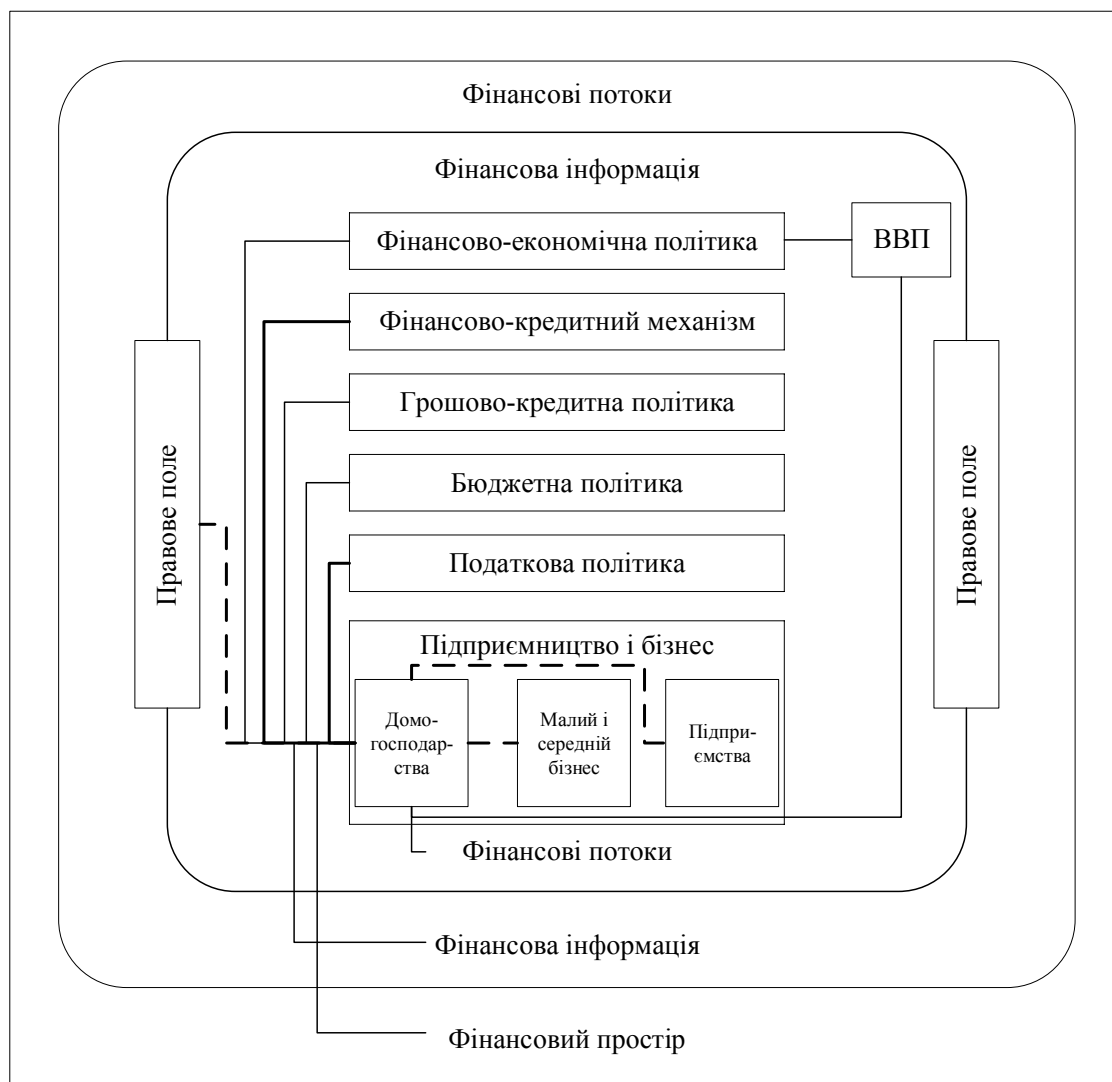 Фінансові потоки
Фінансова інформація
Фінансово-економічна політика
ВВП
Фінансово-кредитний механізм
Грошово-кредитна політика
Бюджетна політика
Податкова політика
Правове поле
Правове поле
Підприємництво і бізнес
Домо-
господар-
ства
Малий і
середній
бізнес
Підпри-
ємства
Фінансові потоки
Фінансова інформація
Фінансовий простір